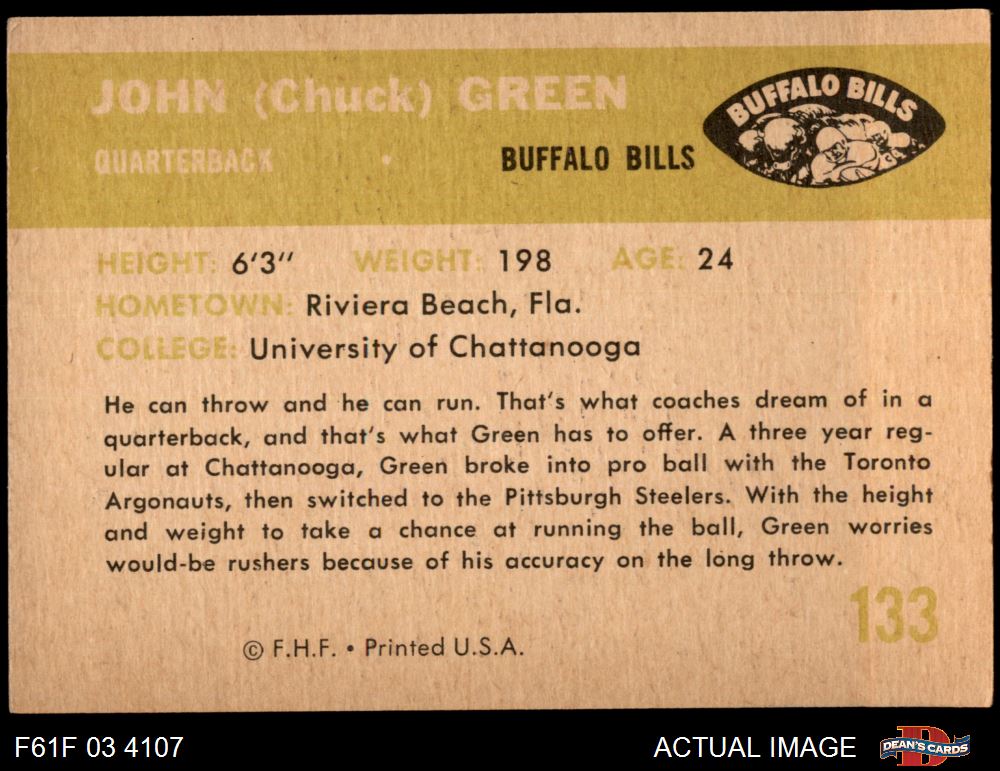 JOHN (Chuck) GREEN
BUFFALO BILLS
QUARTERBACK
BUFFALO BILLS
HEIGHT: 6'3" WEIGHT: 198 AGE: 24
HOMETOWN: Riviera Beach, Fla.
COLLEGE: University of Chattanooga
He can throw and he can run. That's what coaches dream of in a
quarterback, and that's what Green has to offer. A three year reg-
ular at Chattanooga, Green broke into pro ball with the Toronto
Argonauts, then switched to the Pittsburgh Steelers. With the height
and weight to take a chance at running the ball, Green worries
would-be rushers because of his accuracy on the long throw.
133
© F.H.F. • Printed U.S.A.
F61F 03 4107
ACTUAL IMAGE
DEAN'S CARDS